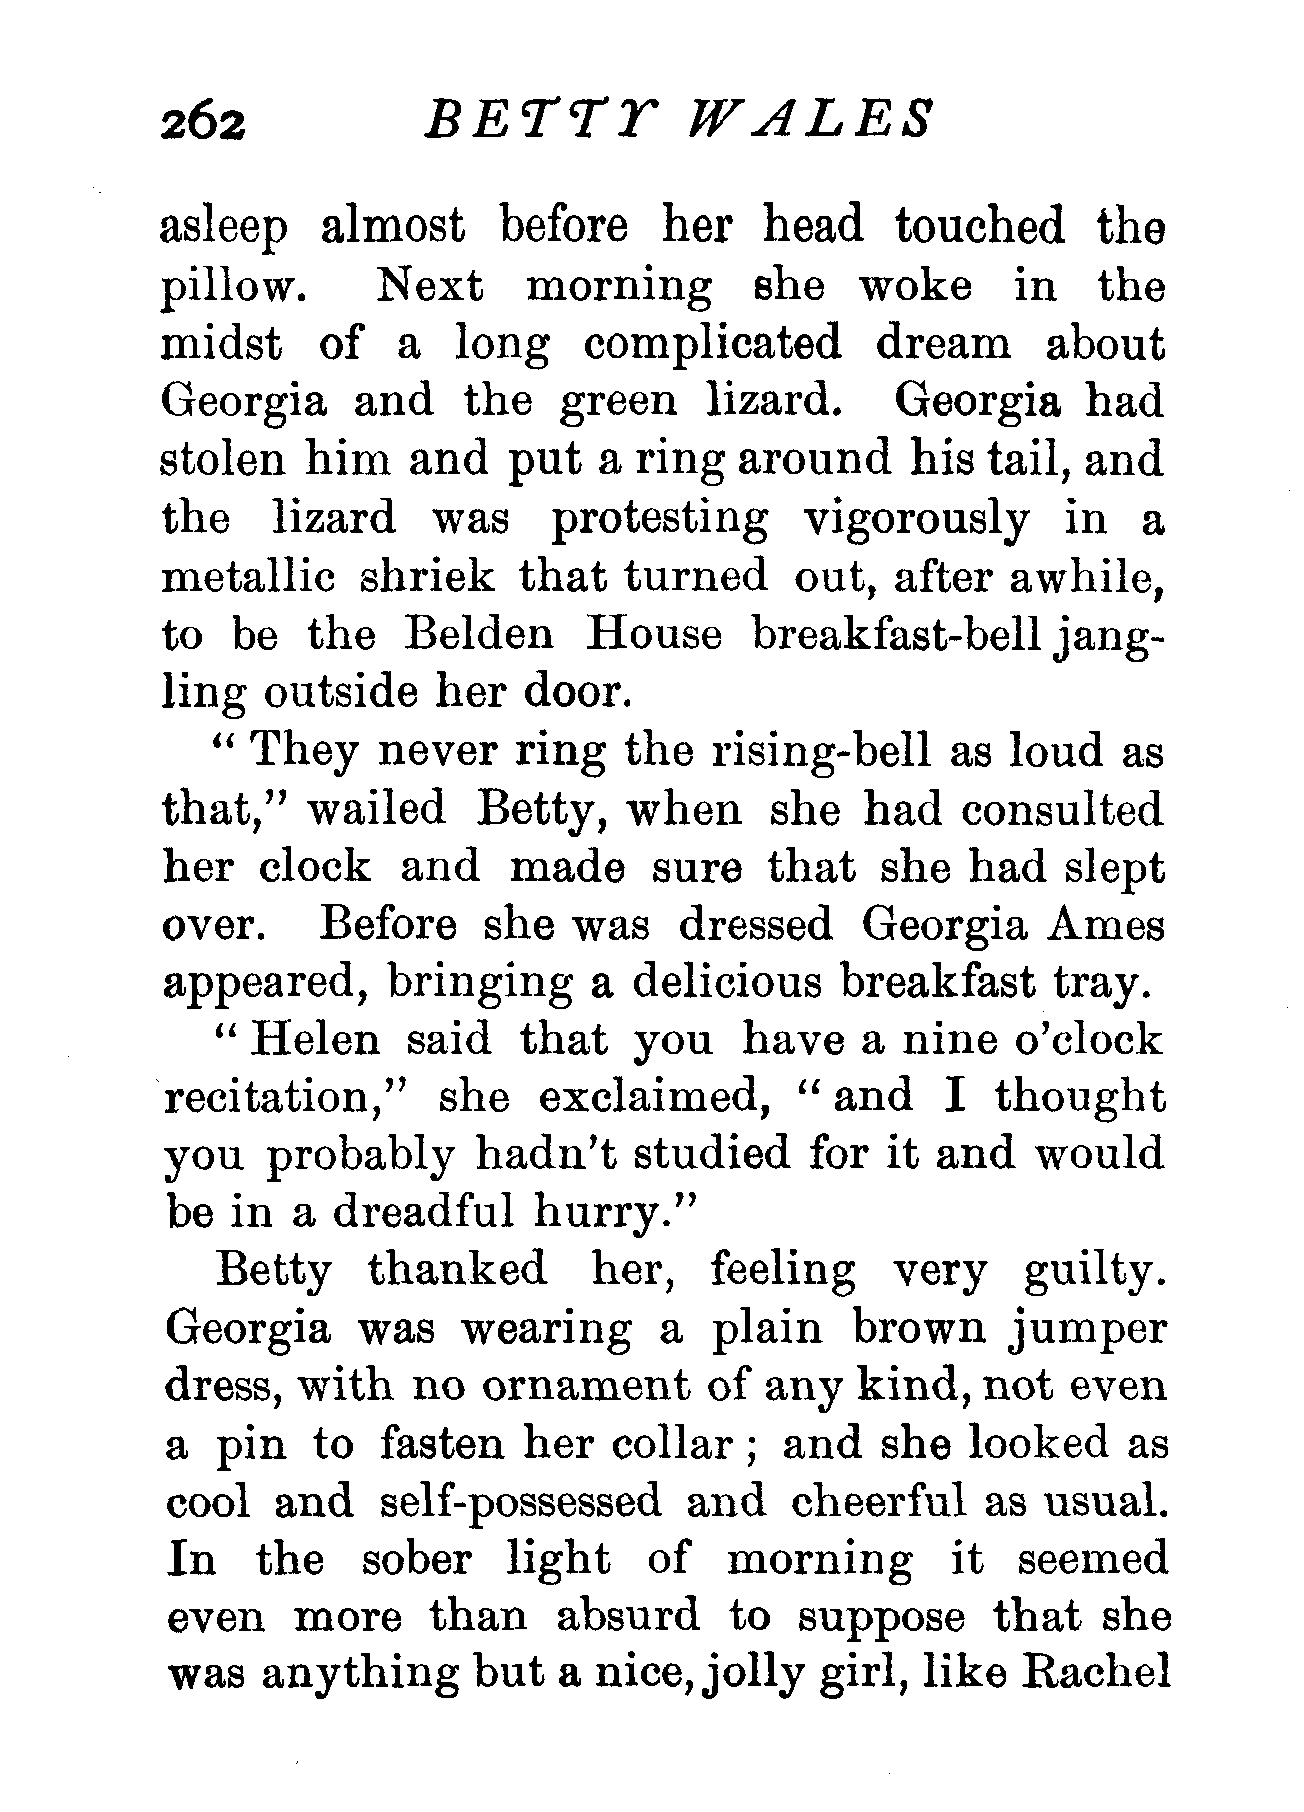 262 BETTY WALES
asleep almost before her head touched the
pillow. Next morning she woke in the
midst of a long complicated dream about
Georgia and the green lizard. Georgia had
stolen him and put a ring around his tail, and
the lizard was protesting vigorously in a
metallic shriek that turned out, after awhile,
to be the Belden House breakfast-bell jang-
ling outside her door.
“ They never ring the rising-bell as loud as
that,” wailed Betty, when she had consulted
her clock and made sure that she had slept
over. Before she was dressed Georgia Ames
appeared, bringing a delicious breakfast tray.
“ Helen said that you have a nine o’clock
recitation,” she exclaimed, “ and I thought
you probably hadn’t studied for it and would
be in a dreadful hurry.”
Betty thanked her, feeling very guilty.
Georgia was wearing a plain brown jumper
dress, with no ornament of any kind, not even
a pin to fasten her collar ; and she looked as
cool and self-possessed and cheerful as usual.
In the sober light of morning it seemed
even more than absurd to suppose that she
was anything but a nice, jolly girl, like Rachel